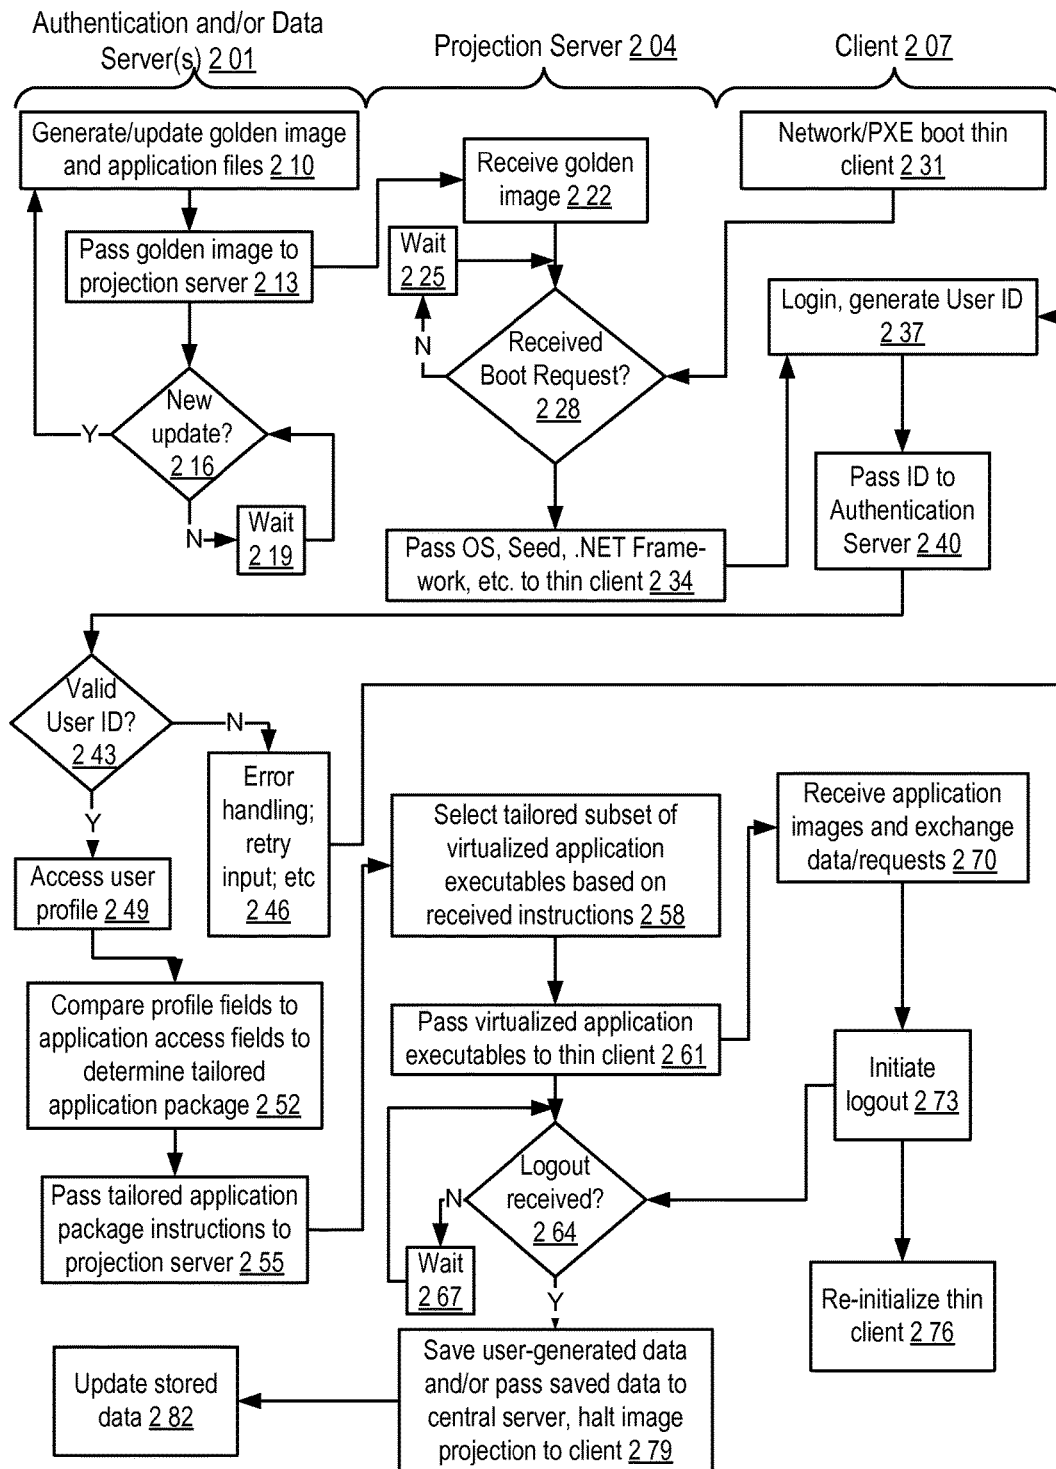 Authentication and/or Data
Server(s) 2 01
Projection Server 2 04
Client 2 07
Generate/update golden image
and application files 2 10
Receive golden
image 2 22
Network/PXE boot thin
client 2 31
Pass golden image to
projection server 2 13
Wait
2 25
Login, generate User ID
2 37
N
Received
Boot Request?
2 28
New
update?
2 16
Y
N
Wait
2 19
Pass ID to
Authentication
Server 2 40
Pass OS, Seed, .NET Frame-
work, etc. to thin client 2 34
Valid
User ID?
2 43
N
Y
Error
handling;
retry
input; etc
2 46
Select tailored subset of
virtualized application
executables based on
received instructions 2 58
Receive application
images and exchange
data/requests 2 70
Access user
profile 2 49
Compare profile fields to
application access fields to
determine tailored
application package 2 52
Pass virtualized application
executables to thin client 2 61
Initiate
logout 2 73
Pass tailored application
package instructions to
projection server 2 55
Logout
received?
2 64
N
Wait
2 67
Y
Re-initialize thin
client 2 76
Save user-generated data
and/or pass saved data to
central server, halt image
projection to client 2 79
Update stored
data 2 82